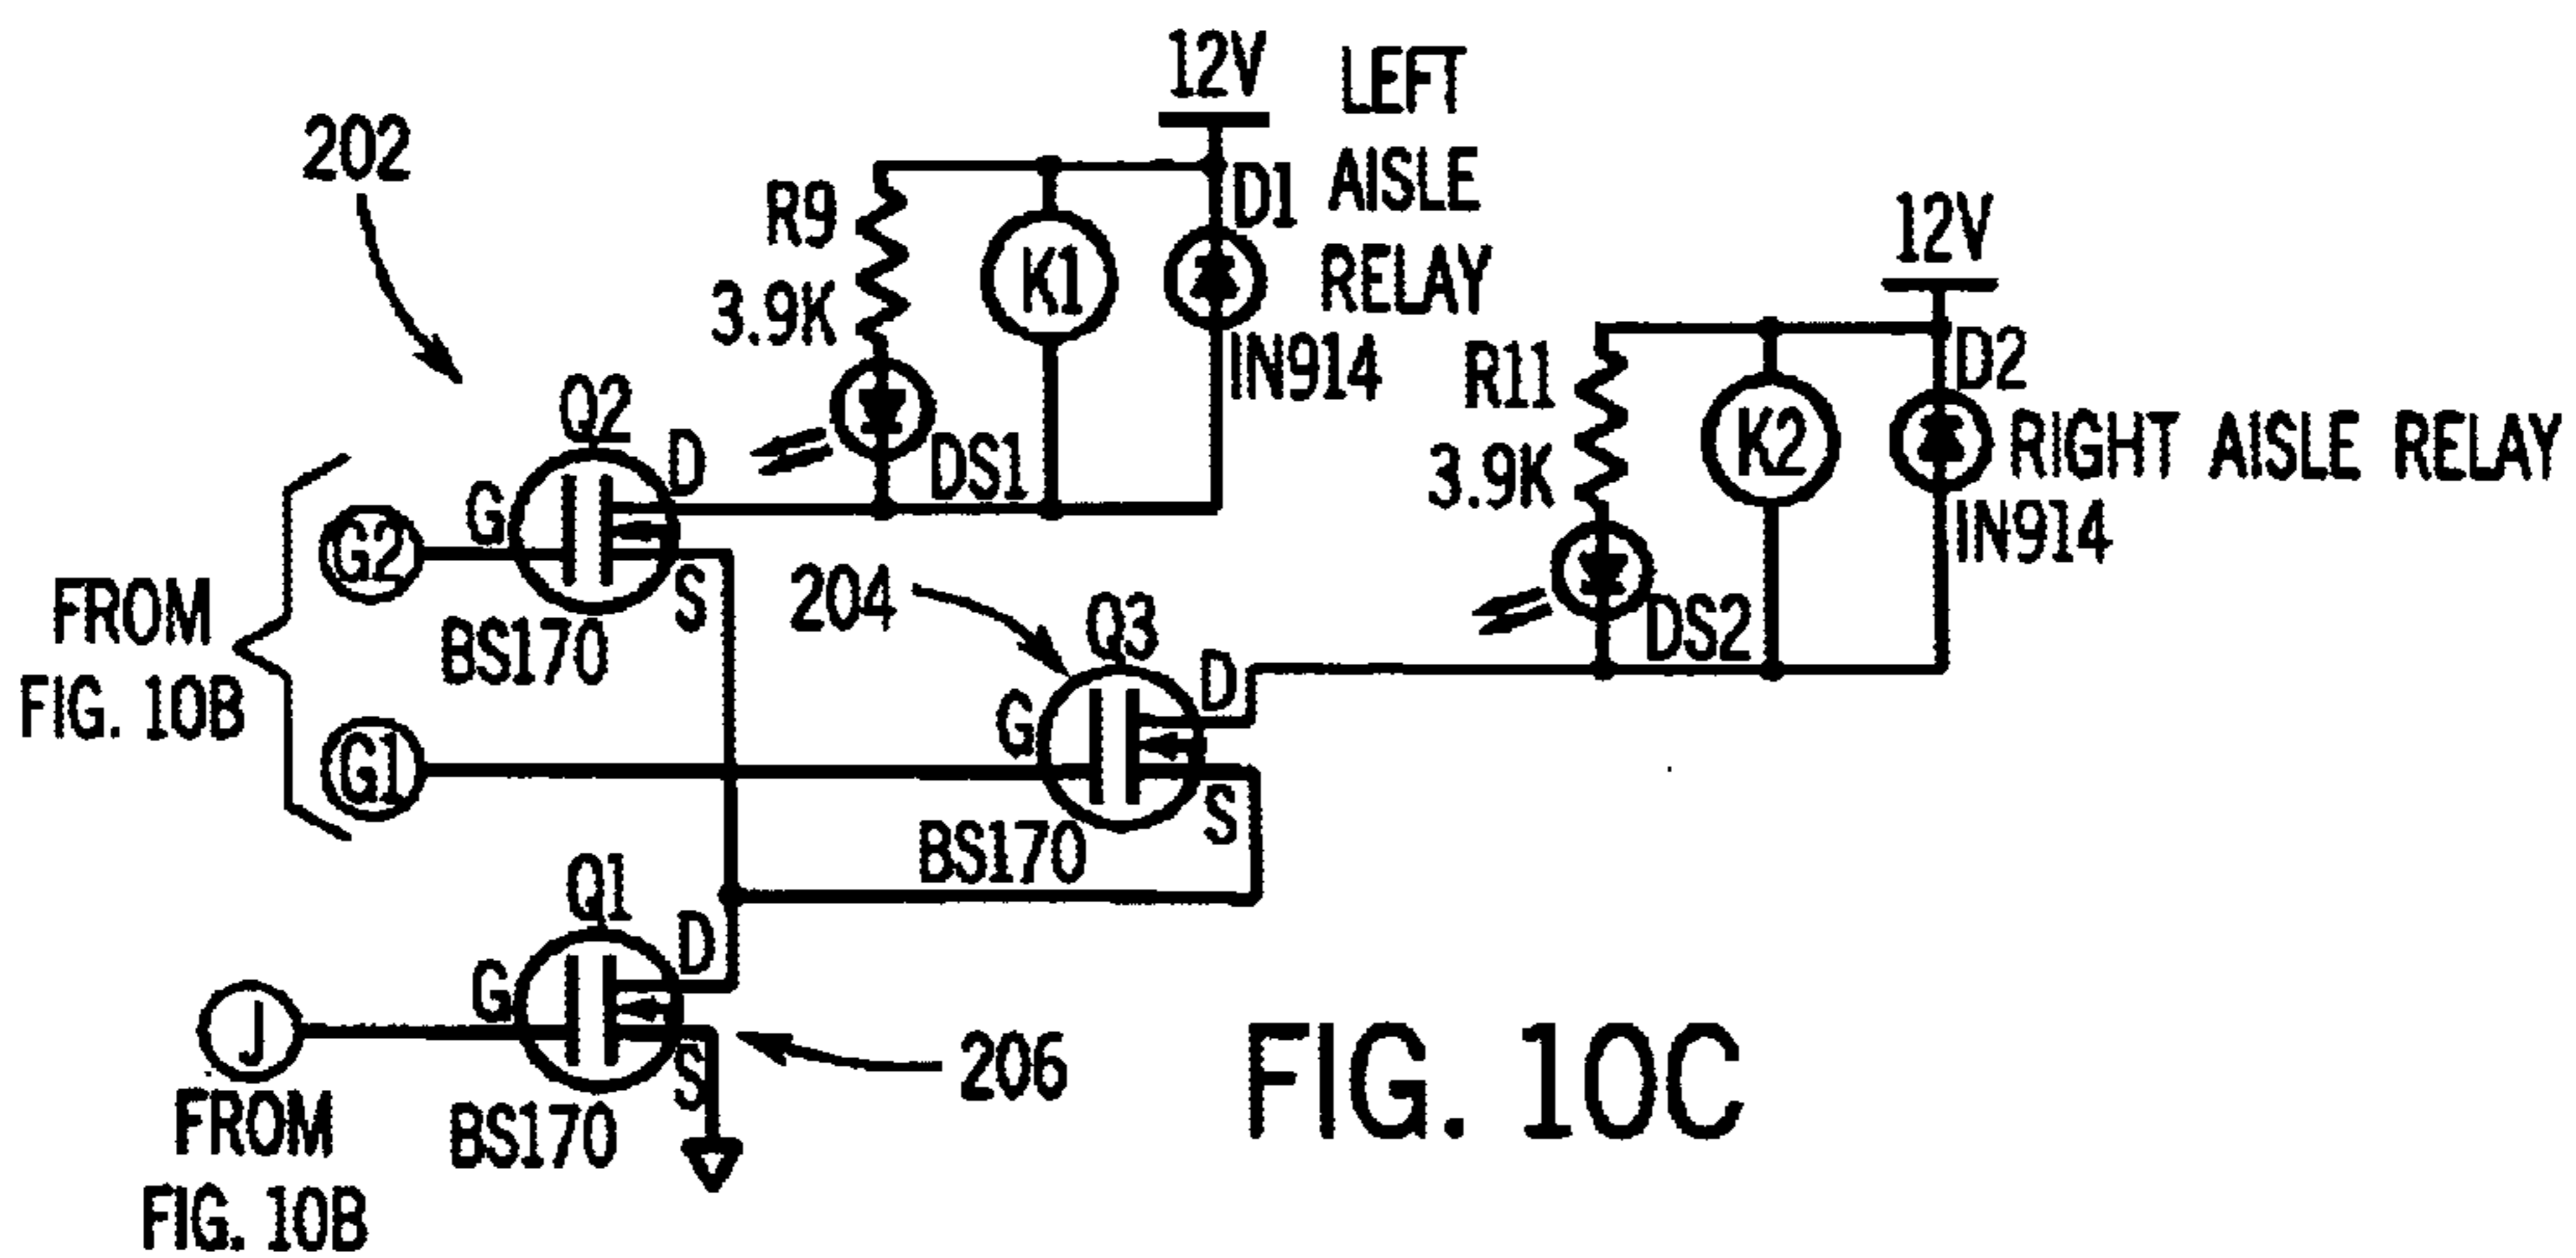 12V
LEFT
AISLE
RELAY
202
R9
3.9K
K1
D1
IN914
DS1
12V
R11
3.9K
K2
D2
RIGHT AISLE RELAY
IN914
DS2
Q2
G
D
S
BS170
G2
FROM
FIG. 10B
G1
204
Q3
G
D
S
BS170
Q1
G
D
S
BS170
206
J
FROM
FIG. 10B
FIG. 10C